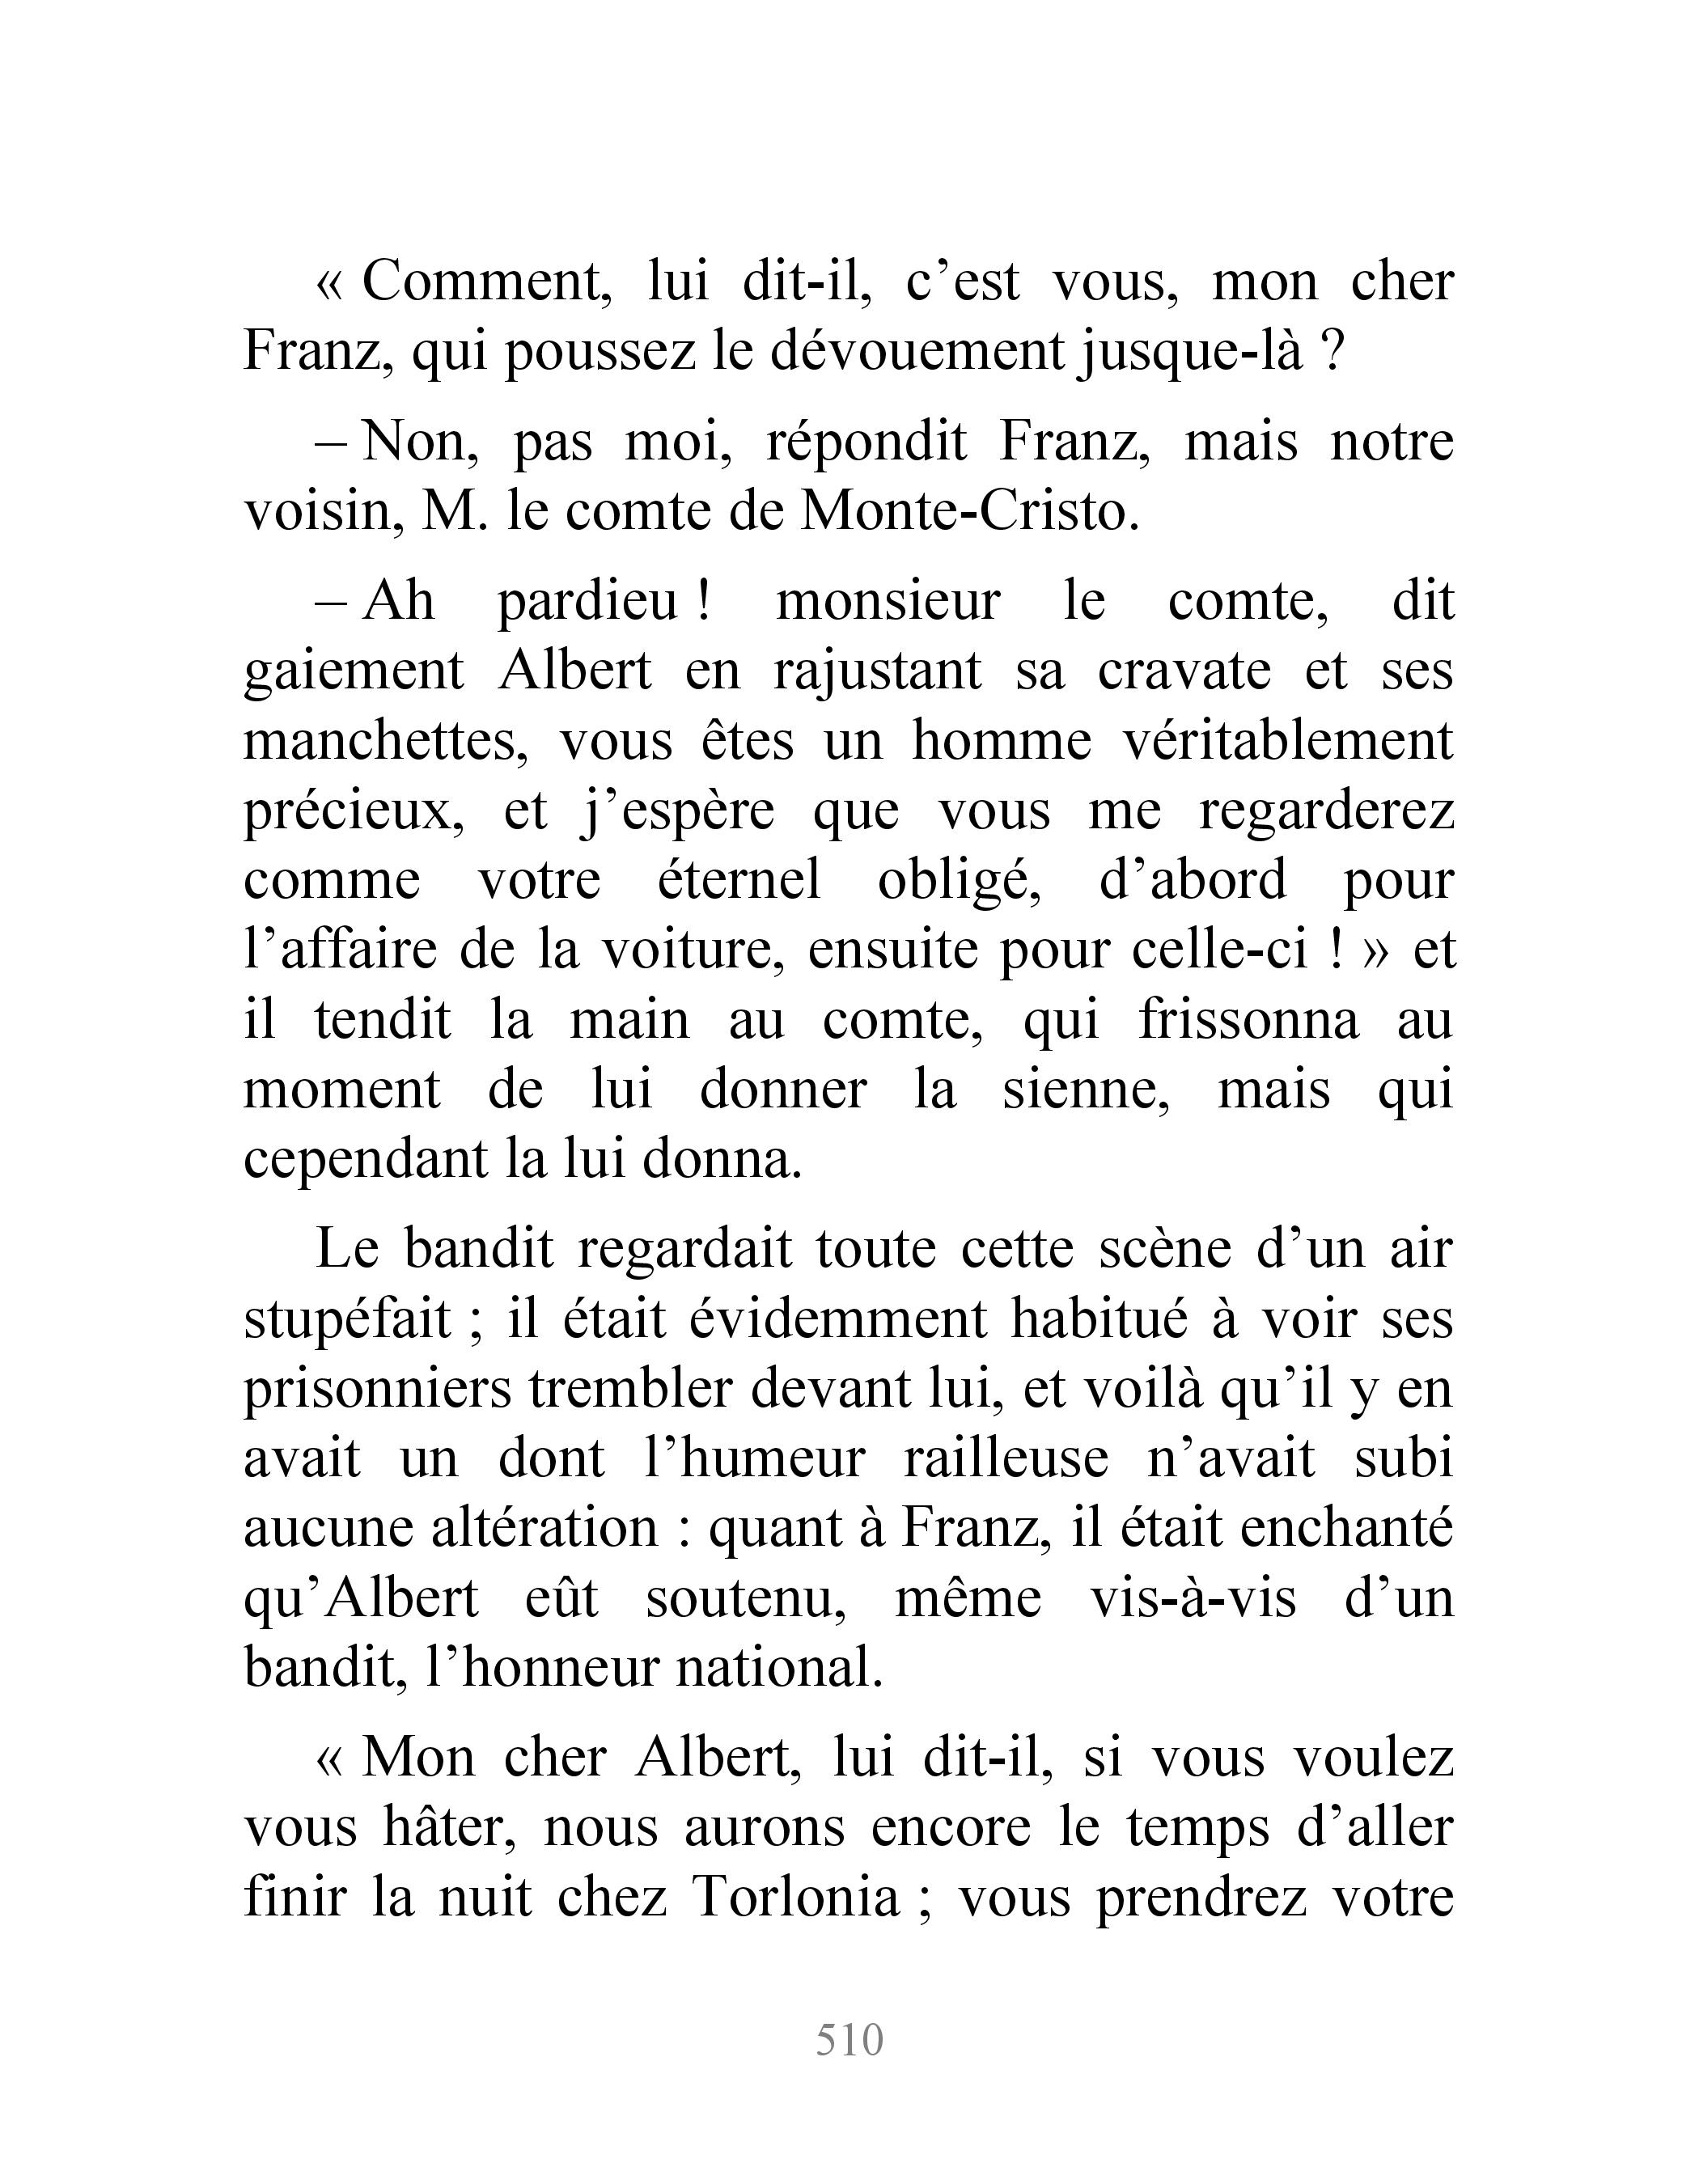 « Comment, lui dit-il, c’est vous, mon cher
Franz, qui poussez le dévouement jusque-là ?
– Non, pas moi, répondit Franz, mais notre
voisin, M. le comte de Monte-Cristo.
– Ah pardieu ! monsieur le comte, dit
gaiement Albert en rajustant sa cravate et ses
manchettes, vous êtes un homme véritablement
précieux, et j’espère que vous me regarderez
comme votre éternel obligé, d’abord pour
l’affaire de la voiture, ensuite pour celle-ci ! » et
il tendit la main au comte, qui frissonna au
moment de lui donner la sienne, mais qui
cependant la lui donna.
Le bandit regardait toute cette scène d’un air
stupéfait ; il était évidemment habitué à voir ses
prisonniers trembler devant lui, et voilà qu’il y en
avait un dont l’humeur railleuse n’avait subi
aucune altération : quant à Franz, il était enchanté
qu’Albert eût soutenu, même vis-à-vis d’un
bandit, l’honneur national.
« Mon cher Albert, lui dit-il, si vous voulez
vous hâter, nous aurons encore le temps d’aller
finir la nuit chez Torlonia ; vous prendrez votre
510